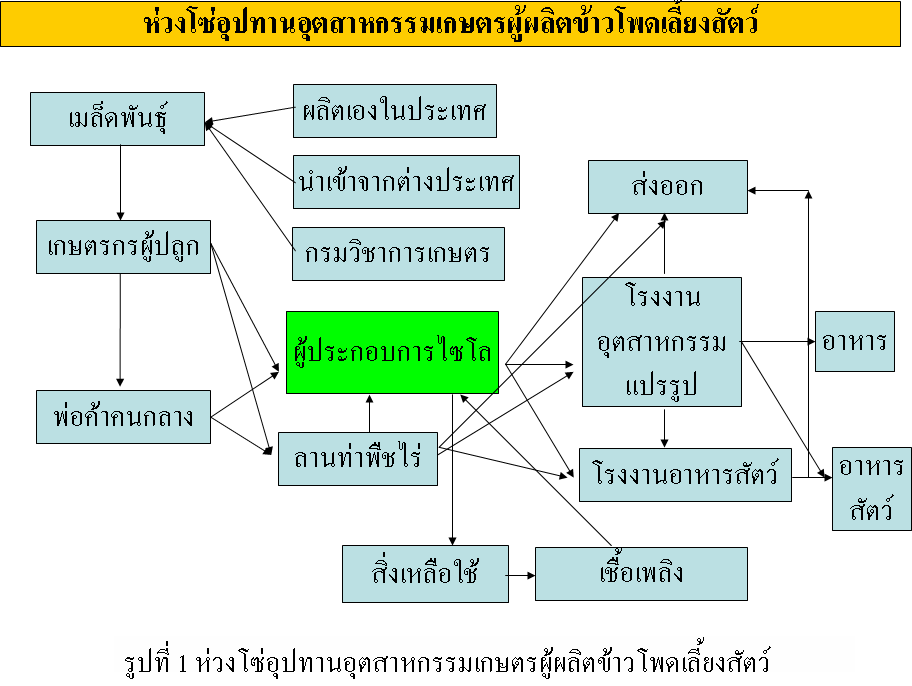 ห่วงโซ่อุปทานอุตสาหกรรมเกษตรผู้ผลิตข้าวโพดเลี้ยงสัตว์
เมล็ดพันธุ์
ผลิตเองในประเทศ
นำเข้าจากต่างประเทศ
ส่งออก
เกษตรกรผู้ปลูก
กรมวิชาการเกษตร
โรงงาน
อุตสาหกรรม
แปรรูป
ผู้ประกอบการไซโล
อาหาร
พ่อค้าคนกลาง
ลานท่าพืชไร่
โรงงานอาหารสัตว์
อาหาร
สัตว์
สิ่งเหลือใช้
เชื้อเพลิง
รูปที่ 1 ห่วงโซ่อุปทานอุตสาหกรรมเกษตรผู้ผลิตข้าวโพดเลี้ยงสัตว์